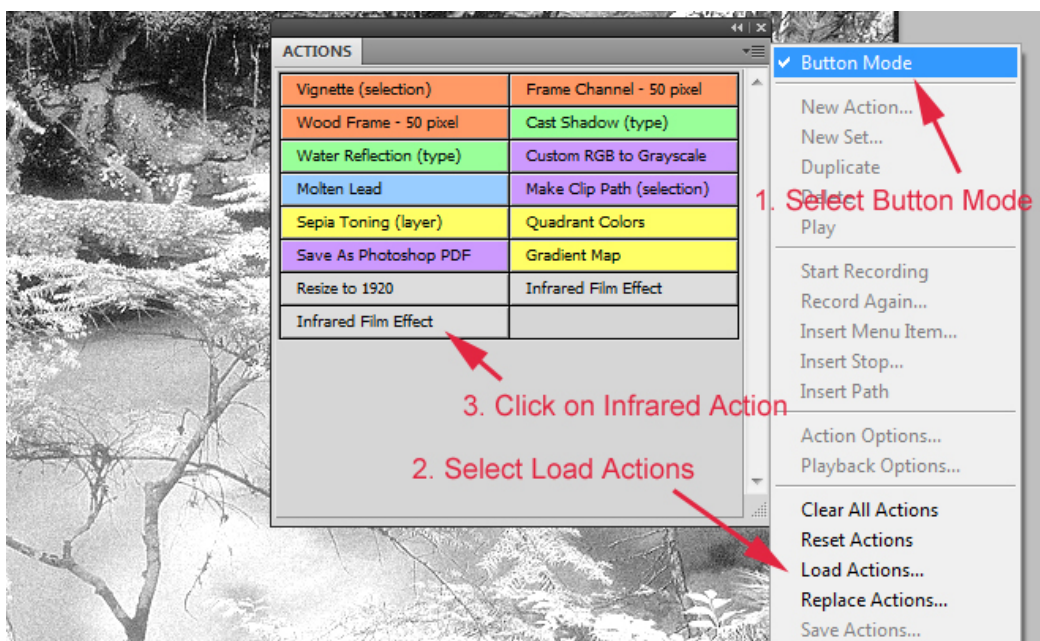 ACTIONS
Vignette (selection)
Frame Channel - 50 pixel
Wood Frame - 50 pixel
Cast Shadow (type)
Water Reflection (type)
Custom RGB to Grayscale
Molten Lead
Make Clip Path (selection)
Sepia Toning (layer)
Quadrant Colors
Save As Photoshop PDF
Gradient Map
Resize to 1920
Infrared Film Effect
Infrared Film Effect
3. Click on Infrared Action
2. Select Load Actions
Button Mode
New Action...
New Set...
Duplicate
Delete
1. Select Button Mode
Play
Start Recording
Record Again...
Insert Menu Item...
Insert Stop...
Insert Path
Action Options...
Playback Options...
Clear All Actions
Reset Actions
Load Actions...
Replace Actions...
Save Actions...